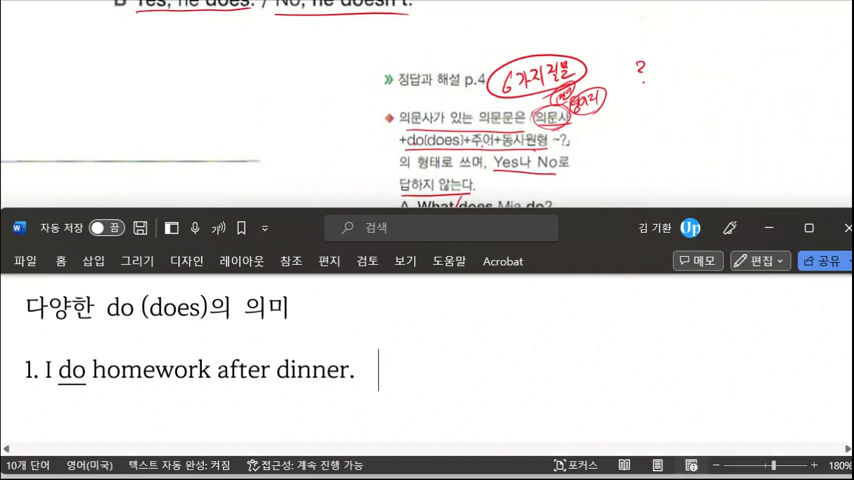 B Yes, he does. / No, he doesn't.
» 정답과 해설 p.4 6가지 질문 ?
◆ 의문사가 있는 의문문은 「의문사
+do(does)+주어+동사원형 ~?」
의 형태로 쓰며, Yes나 No로
답하지 않는다.
A What does Mia do?
자동 저장 끔 검색 김 기환
파일 홈 삽입 그리기 디자인 레이아웃 참조 편지 검토 보기 도움말 Acrobat 메모 편집 공유
다양한 do (does)의 의미
1. I do homework after dinner.
10개 단어 영어(미국) 텍스트 자동 완성: 켜짐 접근성: 계속 진행 가능 포커스 180%